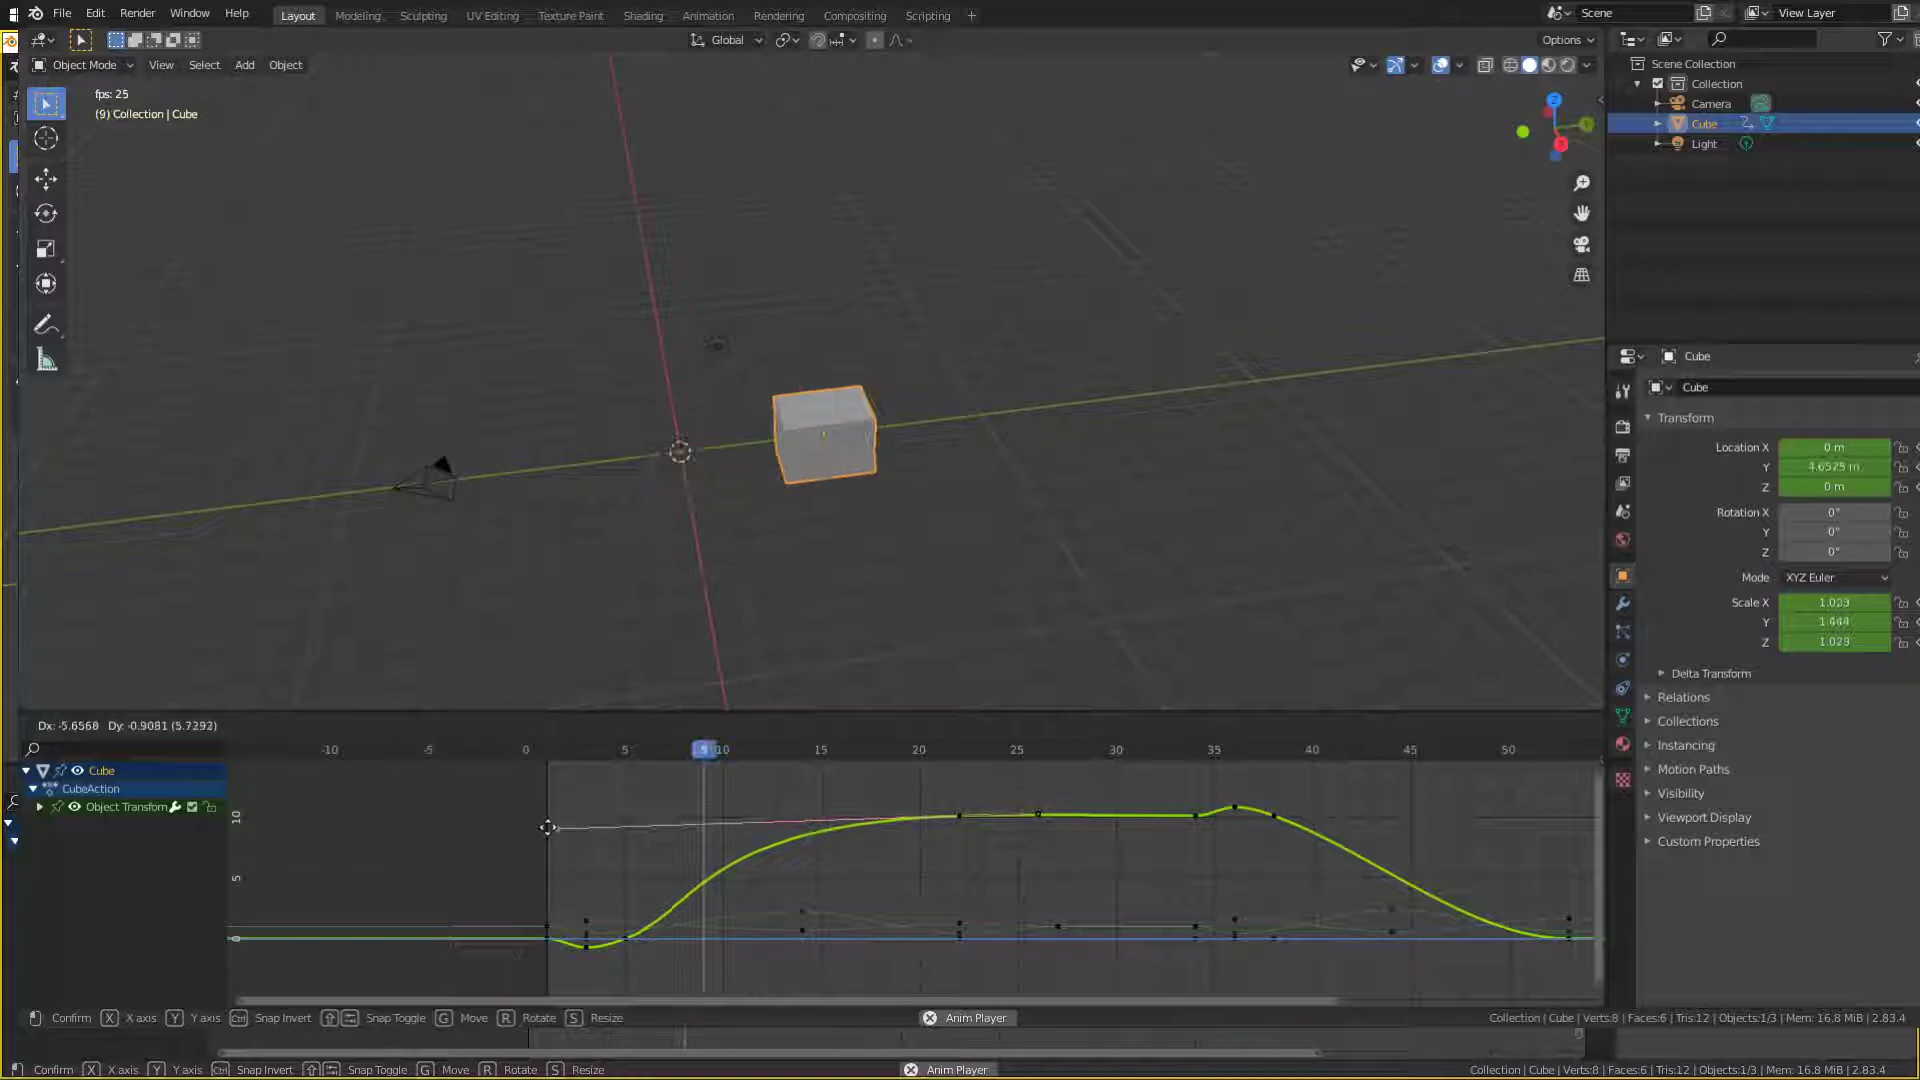 File Edit Render Window Help Layout Modeling Sculpting UV Editing Texture Paint Shading Animation Rendering Compositing Scripting + Scene View Layer
Global Options
Object Mode View Select Add Object
fps: 25
(9) Collection | Cube
Scene Collection
Collection
Camera
Cube
Light
Cube
Cube
Transform
Location X 0 m
Y 4.6529 m
Z 0 m
Rotation X 0°
Y 0°
Z 0°
Mode XYZ Euler
Scale X
Y
Z 1.028
Delta Transform
Relations
Collections
Instancing
Motion Paths
Visibility
Viewport Display
Custom Properties
Dx: -5.6568 Dy: -0.9081 (5.7292)
-10 -5 0 5 10 15 20 25 30 35 40 45 50
Cube
CubeAction
Object Transform
10
5
0
Confirm X X axis Y Y axis Ctrl Snap Invert Snap Toggle G Move R Rotate S Resize Anim Player Collection | Cube | Verts:8 | Faces:6 | Tris:12 | Objects:1/3 | Mem: 16.8 MiB | 2.83.4
Confirm X X axis Y Y axis Ctrl Snap Invert Snap Toggle G Move R Rotate S Resize Anim Player Collection | Cube | Verts:8 | Faces:6 | Tris:12 | Objects:1/3 | Mem: 16.8 MiB | 2.83.4